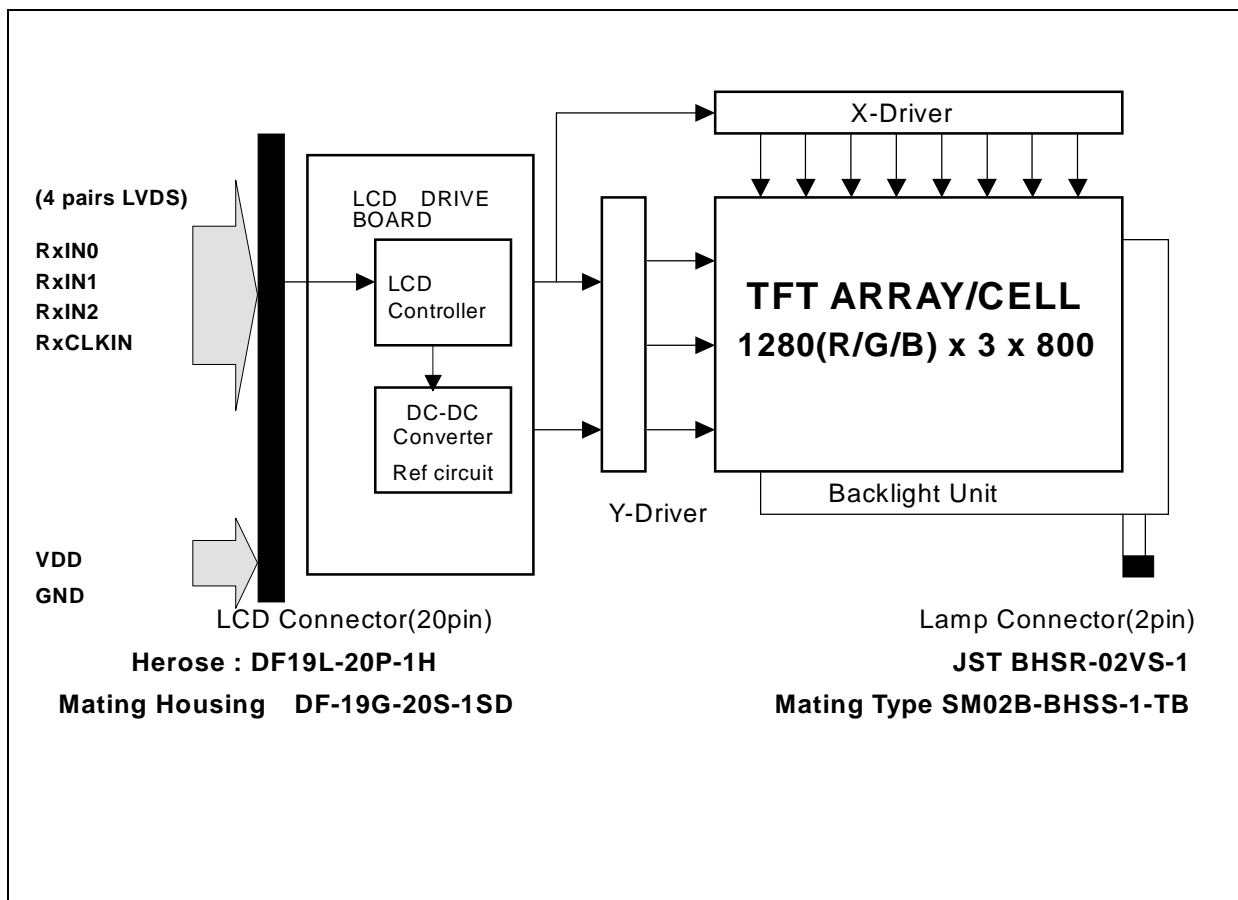 X-Driver
(4 pairs LVDS)
RxIN0
RxIN1
RxIN2
RxCLKIN
LCD DRIVE
BOARD
LCD
Controller
DC-DC
Converter
Ref circuit
TFT ARRAY/CELL
1280(R/G/B) x 3 x 800
Backlight Unit
Y-Driver
VDD
GND
LCD Connector(20pin)
Herose : DF19L-20P-1H
Mating Housing DF-19G-20S-1SD
Lamp Connector(2pin)
JST BHSR-02VS-1
Mating Type SM02B-BHSS-1-TB